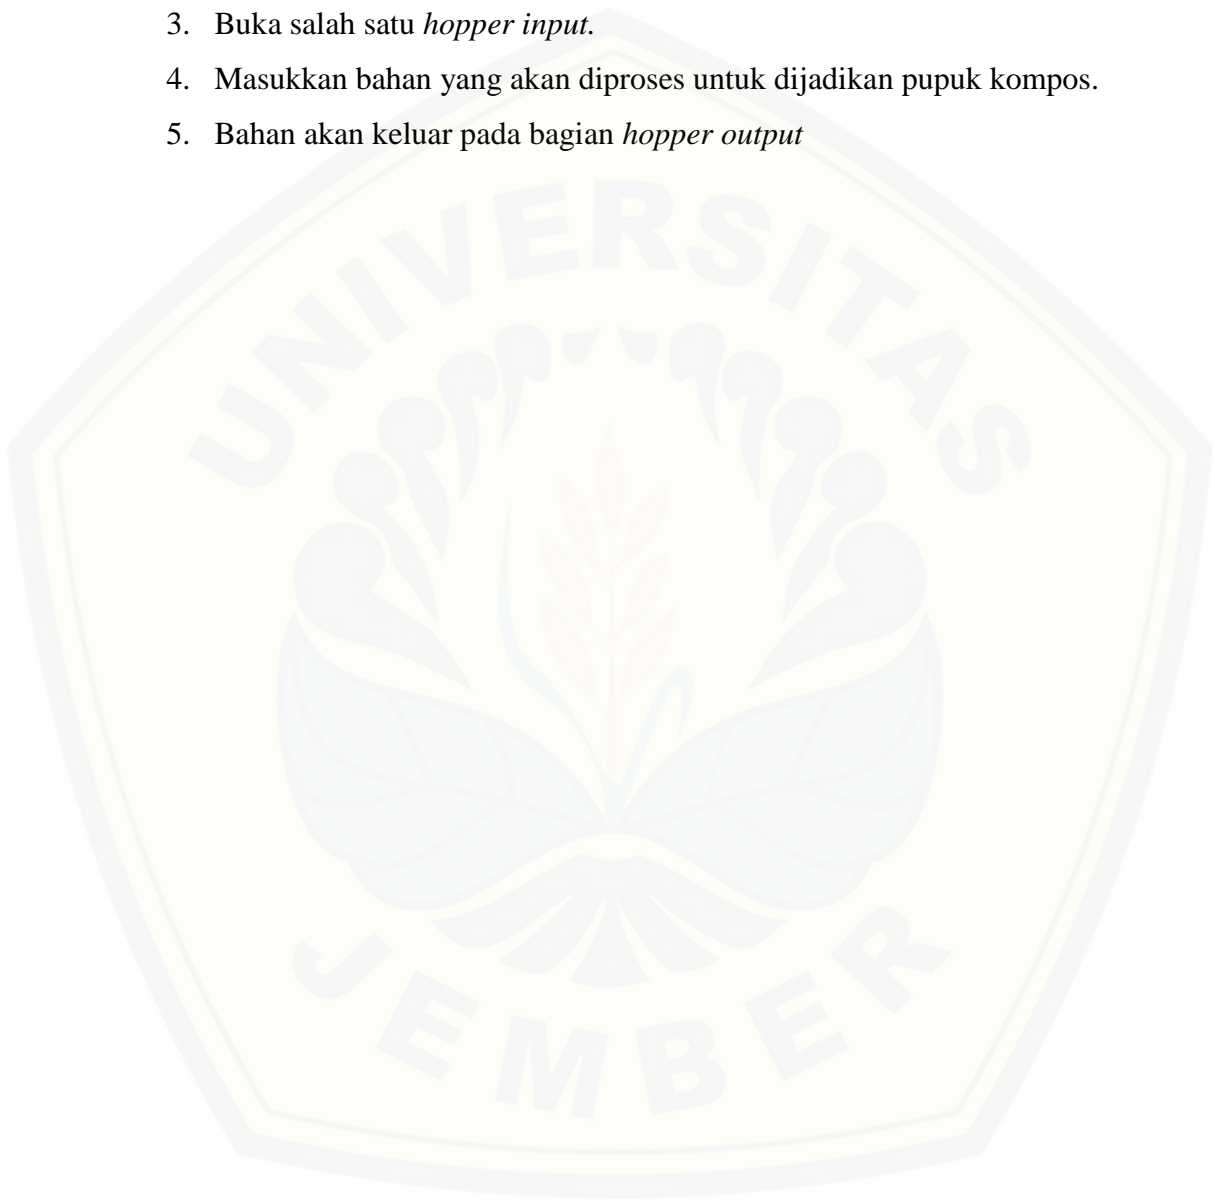 3. Buka salah satu hopper input.
4. Masukkan bahan yang akan diproses untuk dijadikan pupuk kompos.
5. Bahan akan keluar pada bagian hopper output
UNIVERSITAS
JEMBER